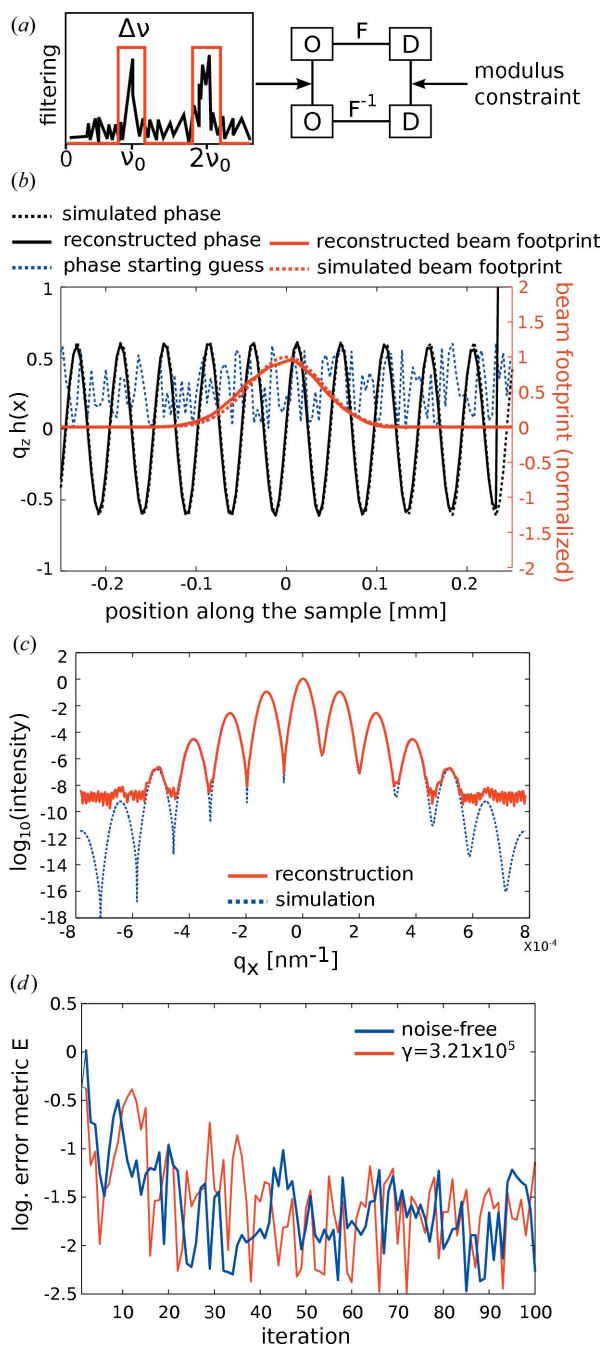 (a)
filtering
Δν
0
ν0
2ν0
O
F
D
O
F-1
D
modulus
constraint
(b)
simulated phase
reconstructed phase
reconstructed beam footprint
phase starting guess
simulated beam footprint
qz h(x)
1
0.5
0
-0.5
-1
2
1.5
1
0.5
0
-0.5
-1
-1.5
-2
beam footprint (normalized)
-0.2
-0.1
0
0.1
0.2
position along the sample [mm]
(c)
log10(intensity)
2
0
-2
-4
-6
-8
-10
-12
-14
-16
-18
reconstruction
simulation
-8
-6
-4
-2
0
2
4
6
8
X10-4
qx [nm-1]
(d)
log. error metric E
0.5
0
-0.5
-1
-1.5
-2
-2.5
noise-free
γ=3.21x105
10
20
30
40
50
60
70
80
90
100
iteration